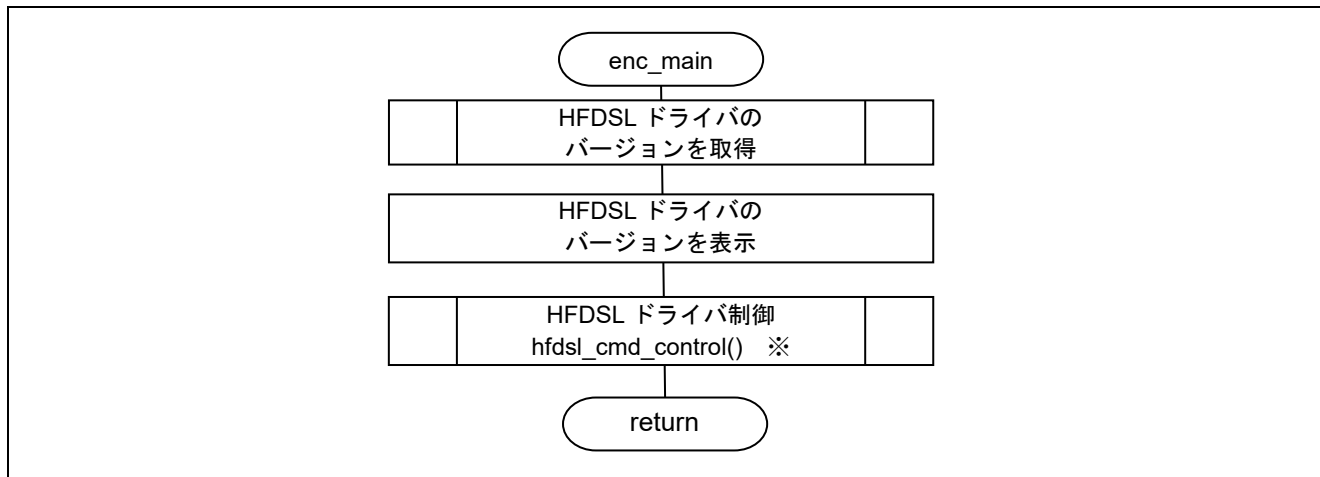 enc_main
HFDSL ドライバの
バージョンを取得
HFDSL ドライバの
バージョンを表示
HFDSL ドライバ制御
hfdsl_cmd_control() ※
return